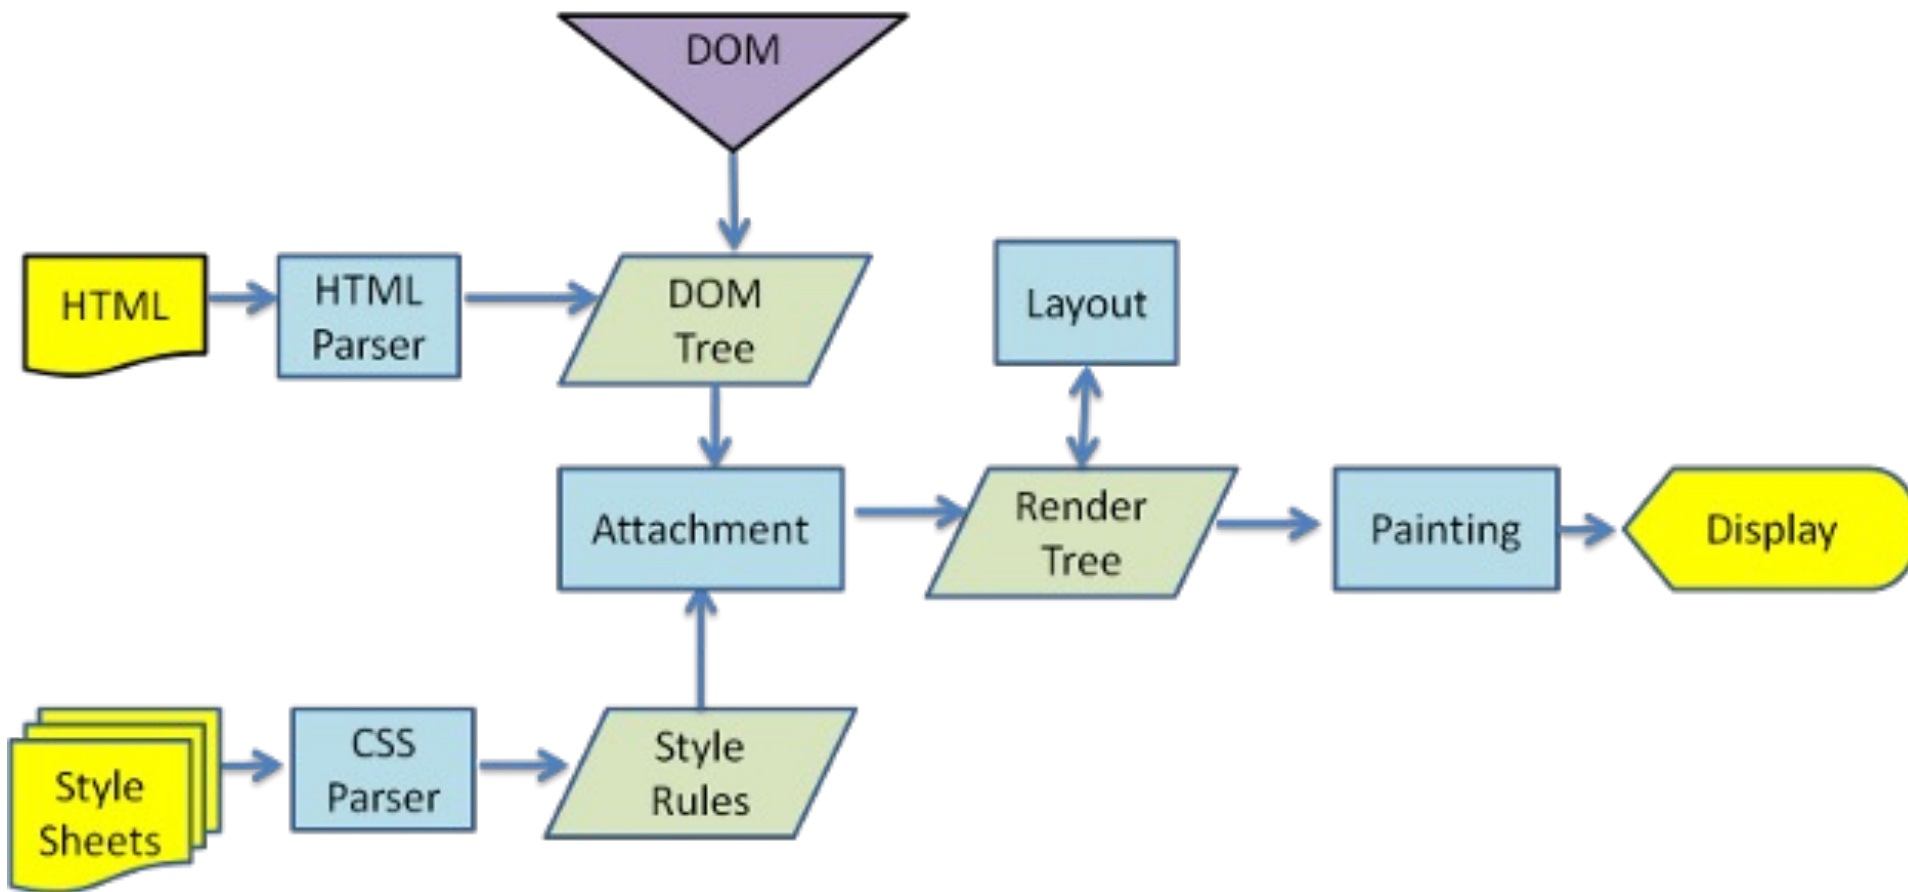 DOM
HTML
HTML
Parser
DOM
Tree
Layout
Attachment
Render
Tree
Painting
Display
Style
Sheets
CSS
Parser
Style
Rules